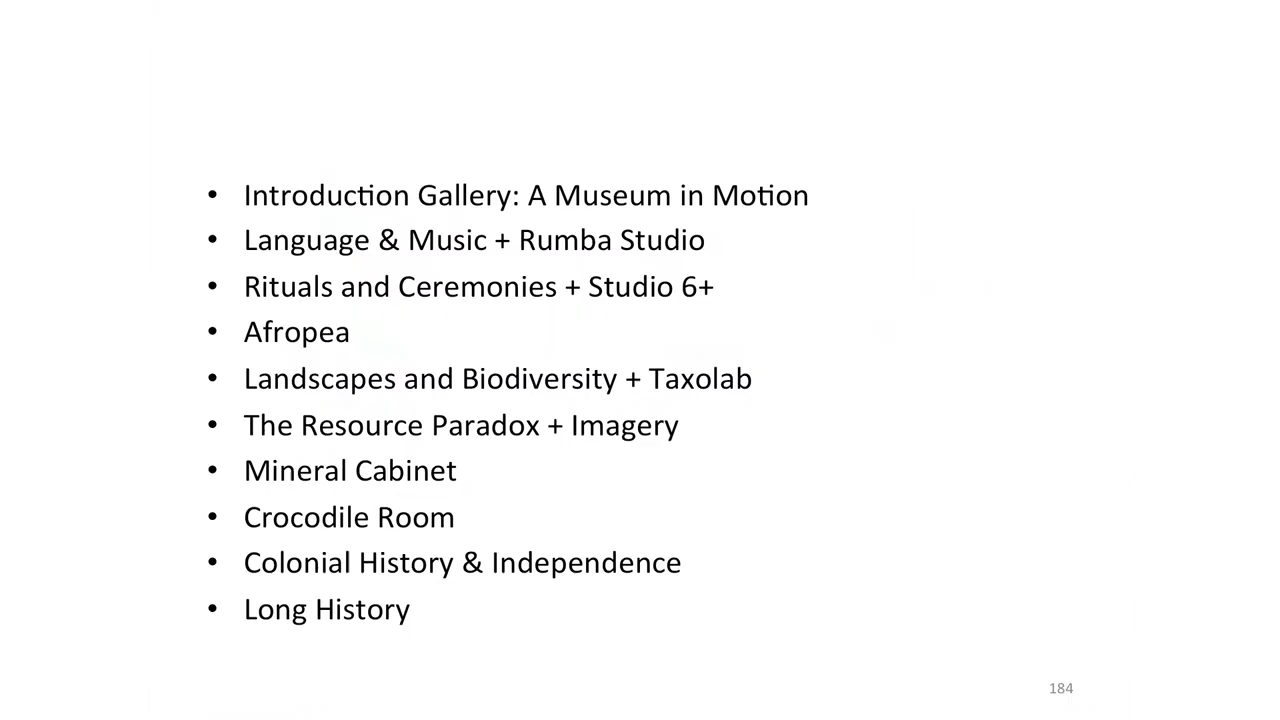 • Introduction Gallery: A Museum in Motion
• Language & Music + Rumba Studio
• Rituals and Ceremonies + Studio 6+
• Afropea
• Landscapes and Biodiversity + Taxolab
• The Resource Paradox + Imagery
• Mineral Cabinet
• Crocodile Room
• Colonial History & Independence
• Long History
184